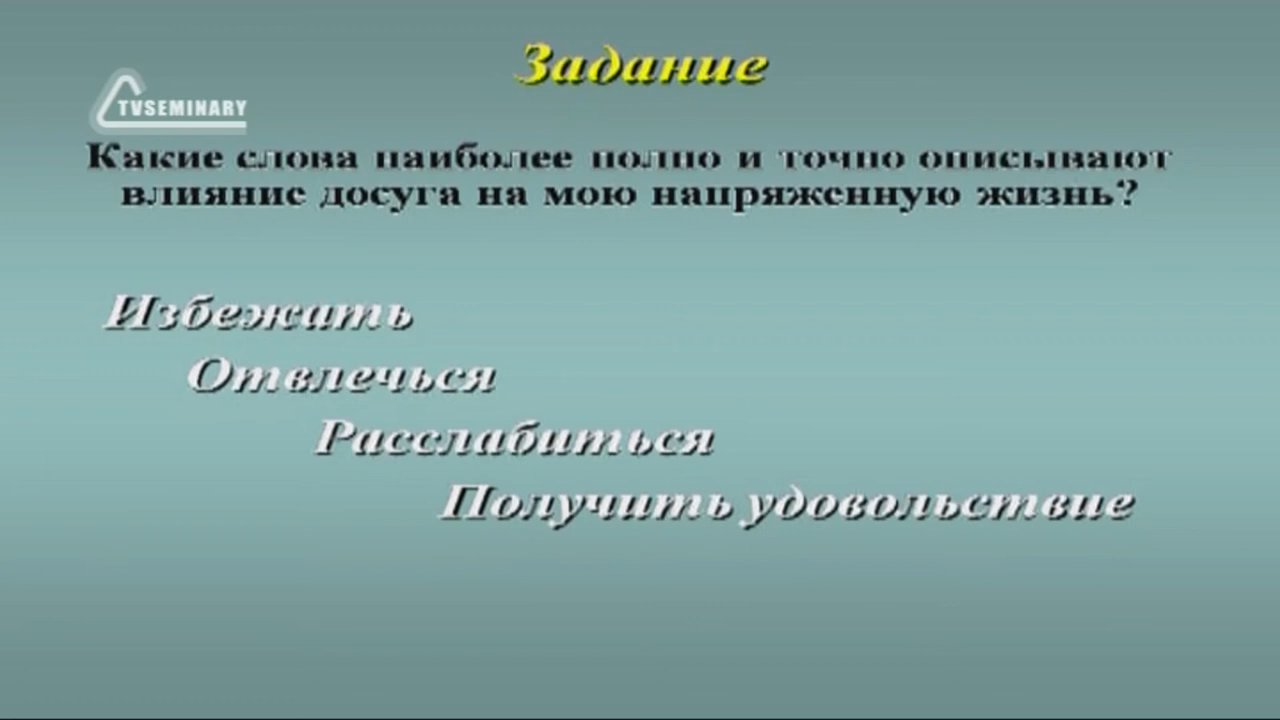 Задание
TVSEMINARY
Какие слова наиболее полно и точно описывают
влияние досуга на мою напряженную жизнь?
Избежать
Отвлечься
Расслабиться
Получить удовольствие